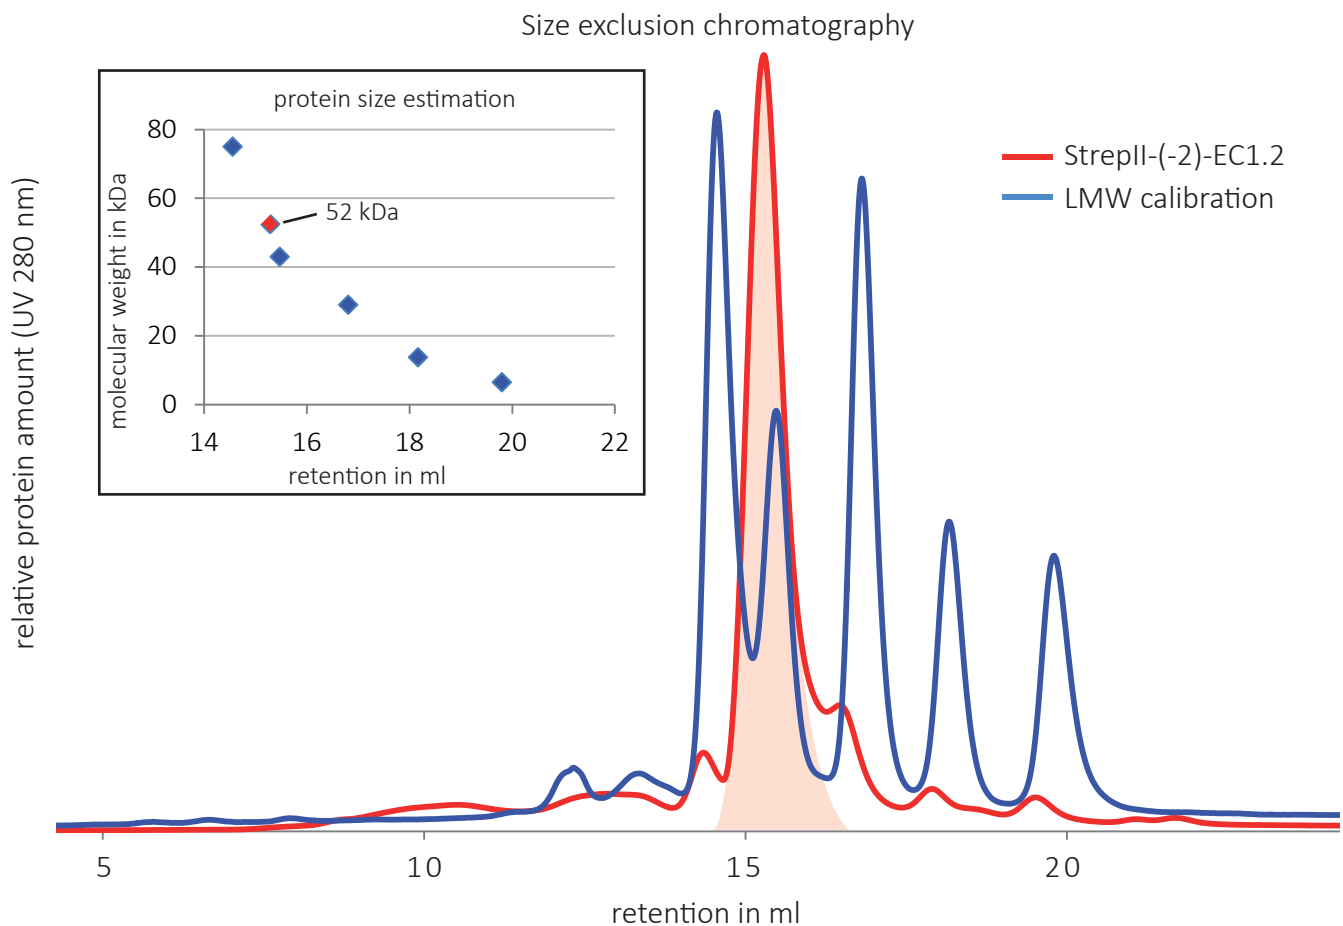 Size exclusion chromatography
protein size estimation
molecular weight in kDa
80
60
40
20
0
52 kDa
14 16 18 20 22
retention in ml
StrepII-(-2)-EC1.2
LMW calibration
relative protein amount (UV 280 nm)
5 10 15 20
retention in ml